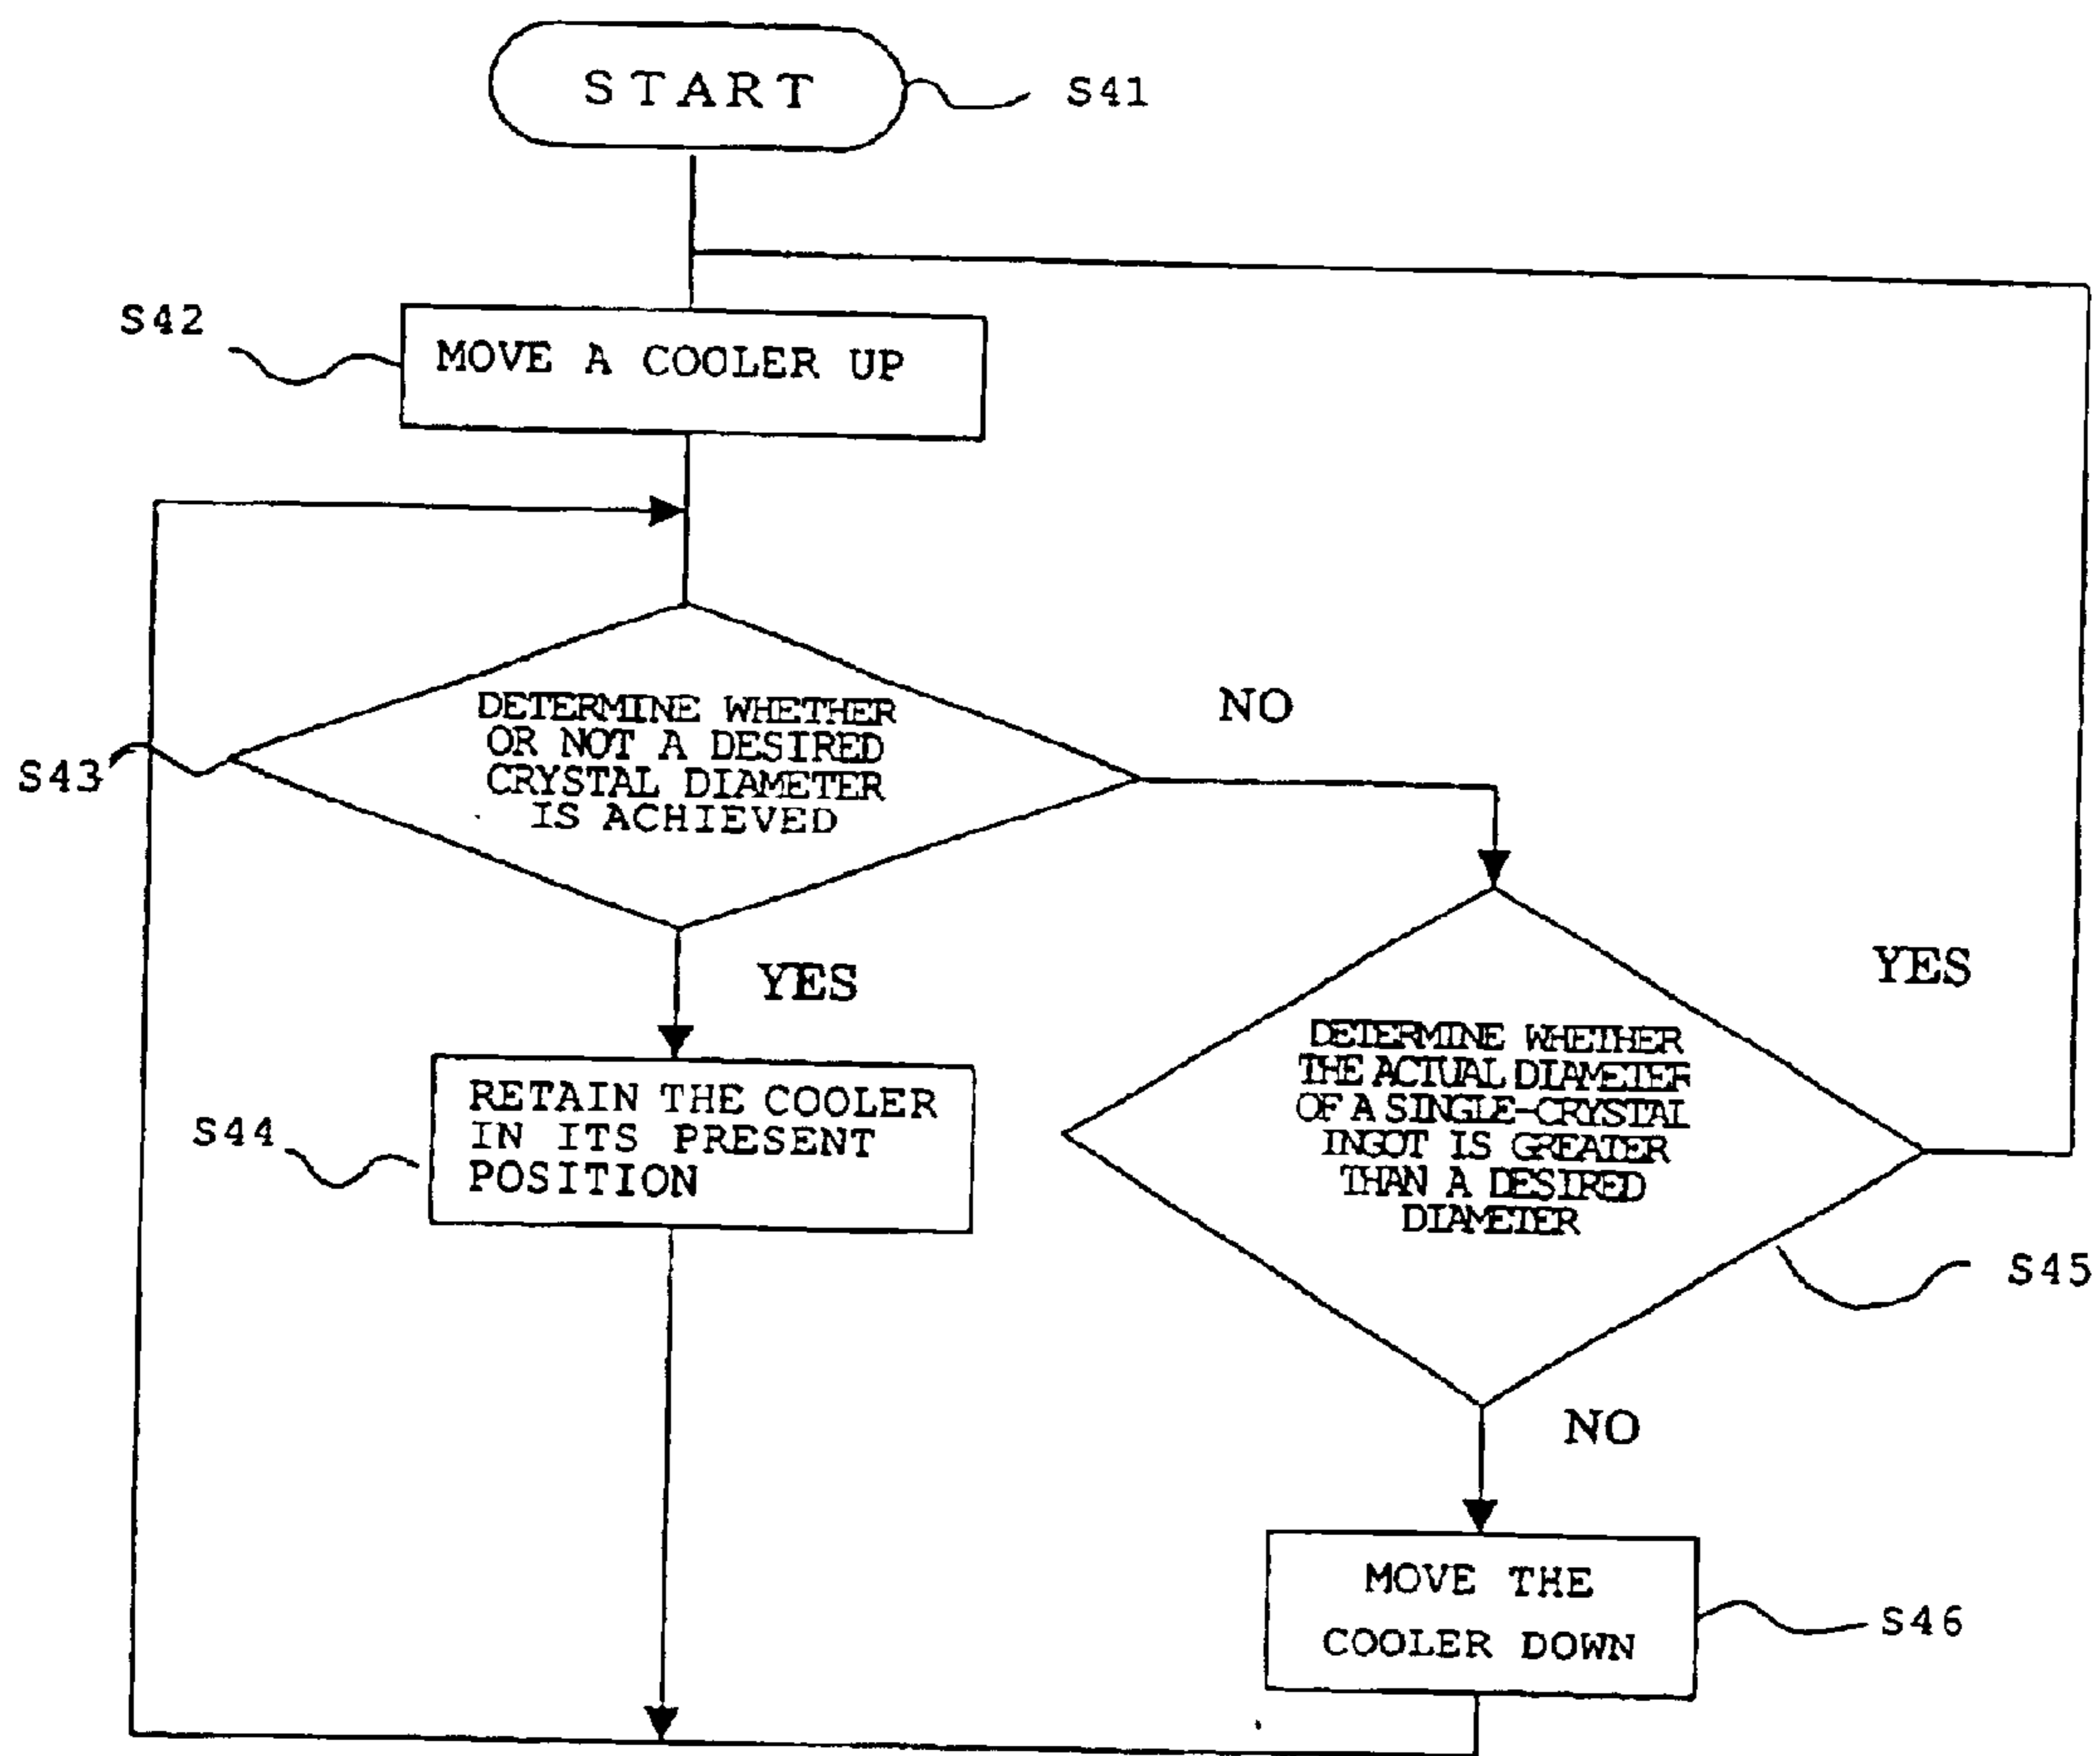 START
S41
S42
MOVE A COOLER UP
DETERMINE WHETHER
OR NOT A DESIRED
CRYSTAL DIAMETER
IS ACHIEVED
NO
S43
YES
RETAIN THE COOLER
IN ITS PRESENT
POSITION
S44
YES
DETERMINE WHETHER
THE ACTUAL DIAMETER
OF A SINGLE-CRYSTAL
INGOT IS GREATER
THAN A DESIRED
DIAMETER
S45
NO
MOVE THE
COOLER DOWN
S46